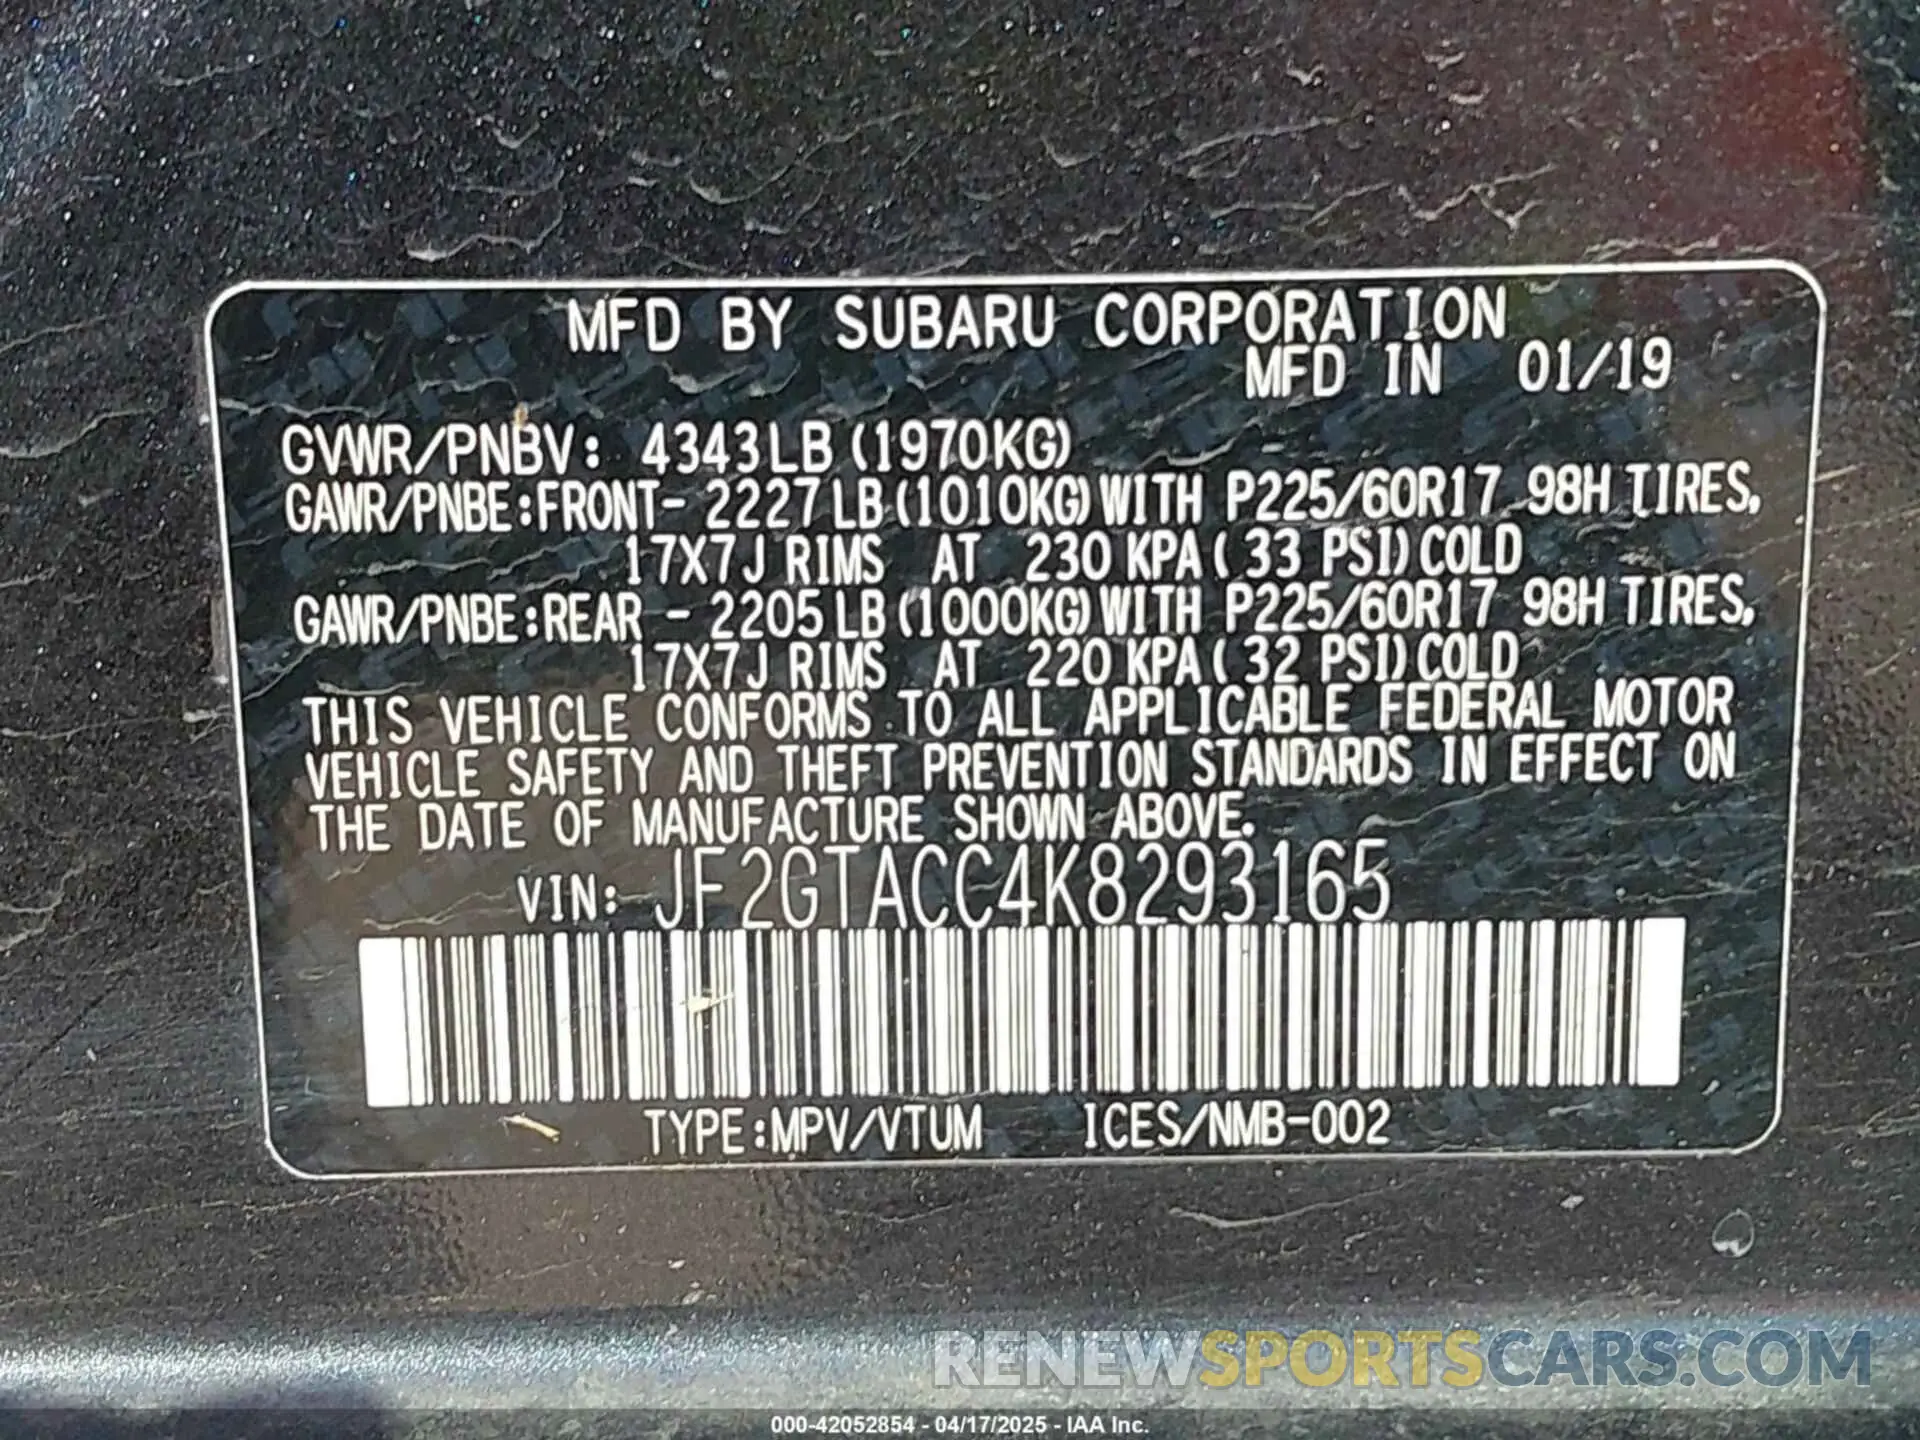 MFD BY SUBARU CORPORATION
MFD IN 01/19
GVWR/PNBV: 4343LB (1970KG)
GAWR/PNBE:FRONT- 2227 LB (1010KG) WITH P225/60R17 98H TIRES,
17X7J RIMS AT 230 KPA ( 33 PSI) COLD
GAWR/PNBE:REAR - 2205 LB (1000KG) WITH P225/60R17 98H TIRES,
17X7J RIMS AT 220 KPA ( 32 PSI) COLD
THIS VEHICLE CONFORMS TO ALL APPLICABLE FEDERAL MOTOR
VEHICLE SAFETY AND THEFT PREVENTION STANDARDS IN EFFECT ON
THE DATE OF MANUFACTURE SHOWN ABOVE.
VIN: JF2GTACC4K8293165
TYPE:MPV/VTUM ICES/NMB-002
RENEWSPORTSCARS.COM
000-42052854 - 04/17/2025 - IAA Inc.